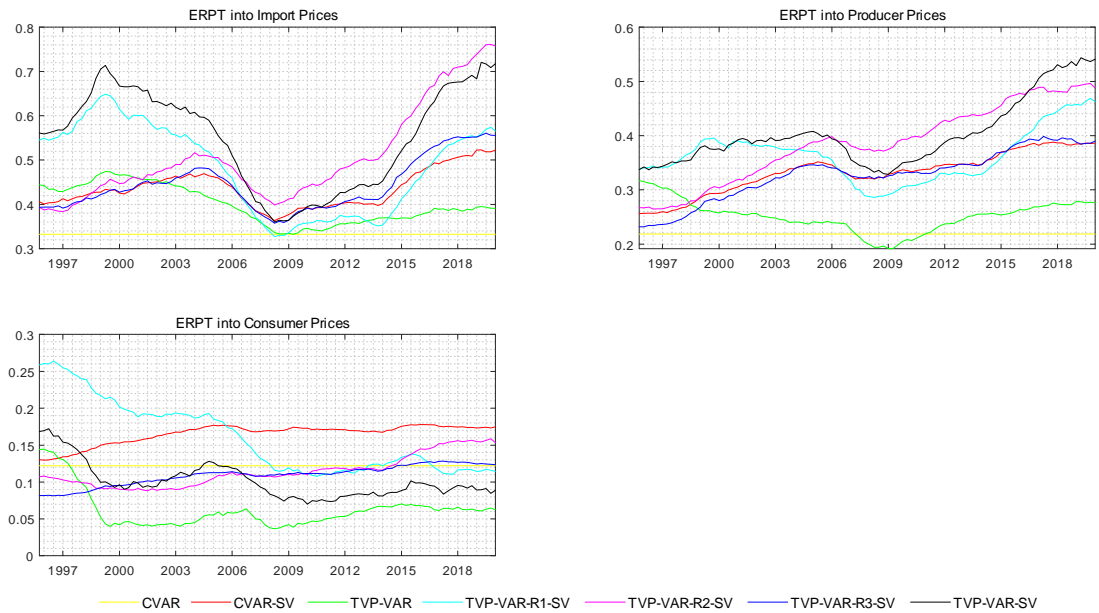 ERPT into Import Prices
0.8
0.7
0.6
0.5
0.4
0.3
1997 2000 2003 2006 2009 2012 2015 2018
ERPT into Producer Prices
0.6
0.5
0.4
0.3
0.2
1997 2000 2003 2006 2009 2012 2015 2018
ERPT into Consumer Prices
0.3
0.25
0.2
0.15
0.1
0.05
0
1997 2000 2003 2006 2009 2012 2015 2018
CVAR CVAR-SV TVP-VAR TVP-VAR-R1-SV TVP-VAR-R2-SV TVP-VAR-R3-SV TVP-VAR-SV